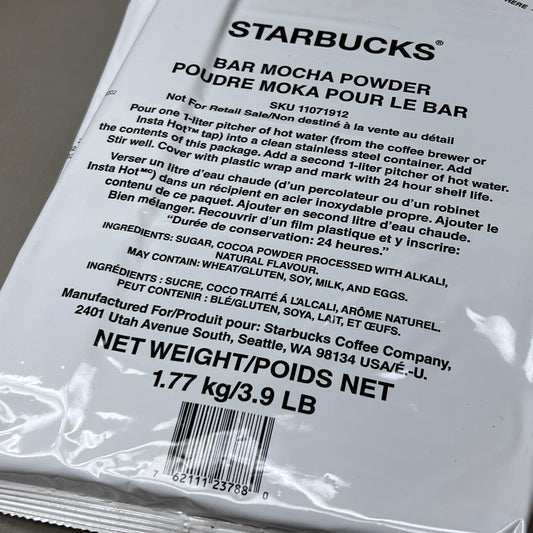 HERE
STARBUCKS®
BAR MOCHA POWDER
POUDRE MOKA POUR LE BAR
SKU 11071912
Not For Retail Sale/Non destiné à la vente au détail
Pour one 1-liter pitcher of hot water (from the coffee brewer or
Insta Hot™ tap) into a clean stainless steel container. Add
the contents of this package. Add a second 1-liter pitcher of hot water.
Stir well. Cover with plastic wrap and mark with 24 hour shelf life.
Verser un litre d'eau chaude (d'un percolateur ou d'un robinet
Insta Hotᴹᶜ) dans un récipient en acier inoxydable propre. Ajouter le
contenu de ce paquet. Ajouter en second litre d'eau chaude.
Bien mélanger. Recouvrir d'un film plastique et y inscrire:
"Durée de conservation: 24 heures."
INGREDIENTS: SUGAR, COCOA POWDER PROCESSED WITH ALKALI,
NATURAL FLAVOUR.
MAY CONTAIN: WHEAT/GLUTEN, SOY, MILK, AND EGGS.
INGRÉDIENTS : SUCRE, COCO TRAITÉ À L'ALCALI, ARÔME NATUREL.
PEUT CONTENIR : BLÉ/GLUTEN, SOYA, LAIT, ET ŒUFS.
Manufactured For/Produit pour: Starbucks Coffee Company,
2401 Utah Avenue South, Seattle, WA 98134 USA/É.-U.
NET WEIGHT/POIDS NET
1.77 kg/3.9 LB
7 62111 23788 0